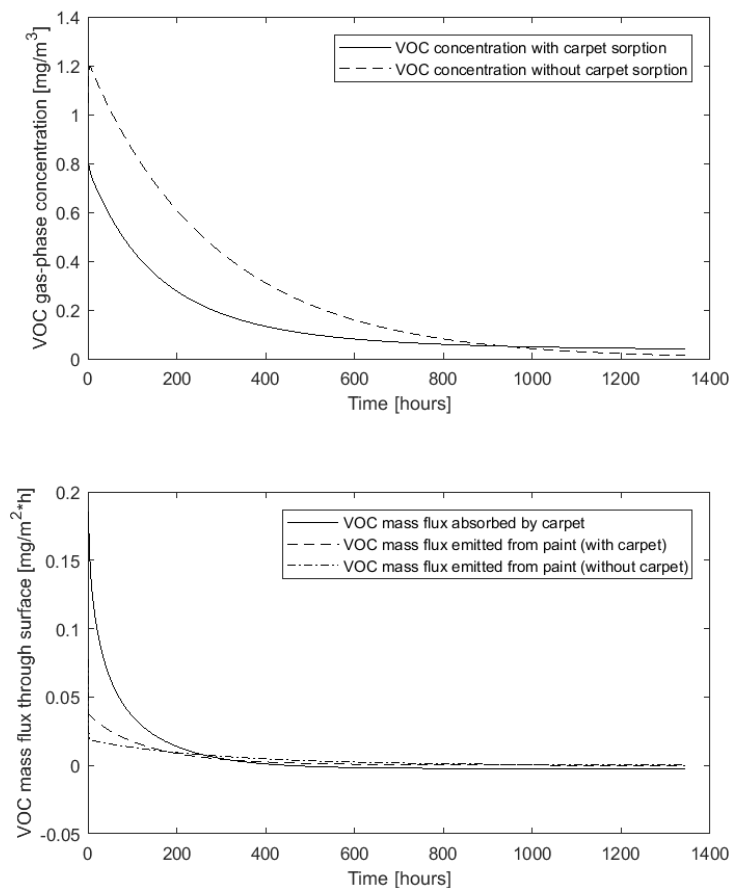 1.4
1.2
1
0.8
0.6
0.4
0.2
0
VOC gas-phase concentration [mg/m³]
VOC concentration with carpet sorption
VOC concentration without carpet sorption
0 200 400 600 800 1000 1200 1400
Time [hours]
0.2
0.15
0.1
0.05
0
-0.05
VOC mass flux through surface [mg/m²*h]
VOC mass flux absorbed by carpet
VOC mass flux emitted from paint (with carpet)
VOC mass flux emitted from paint (without carpet)
0 200 400 600 800 1000 1200 1400
Time [hours]